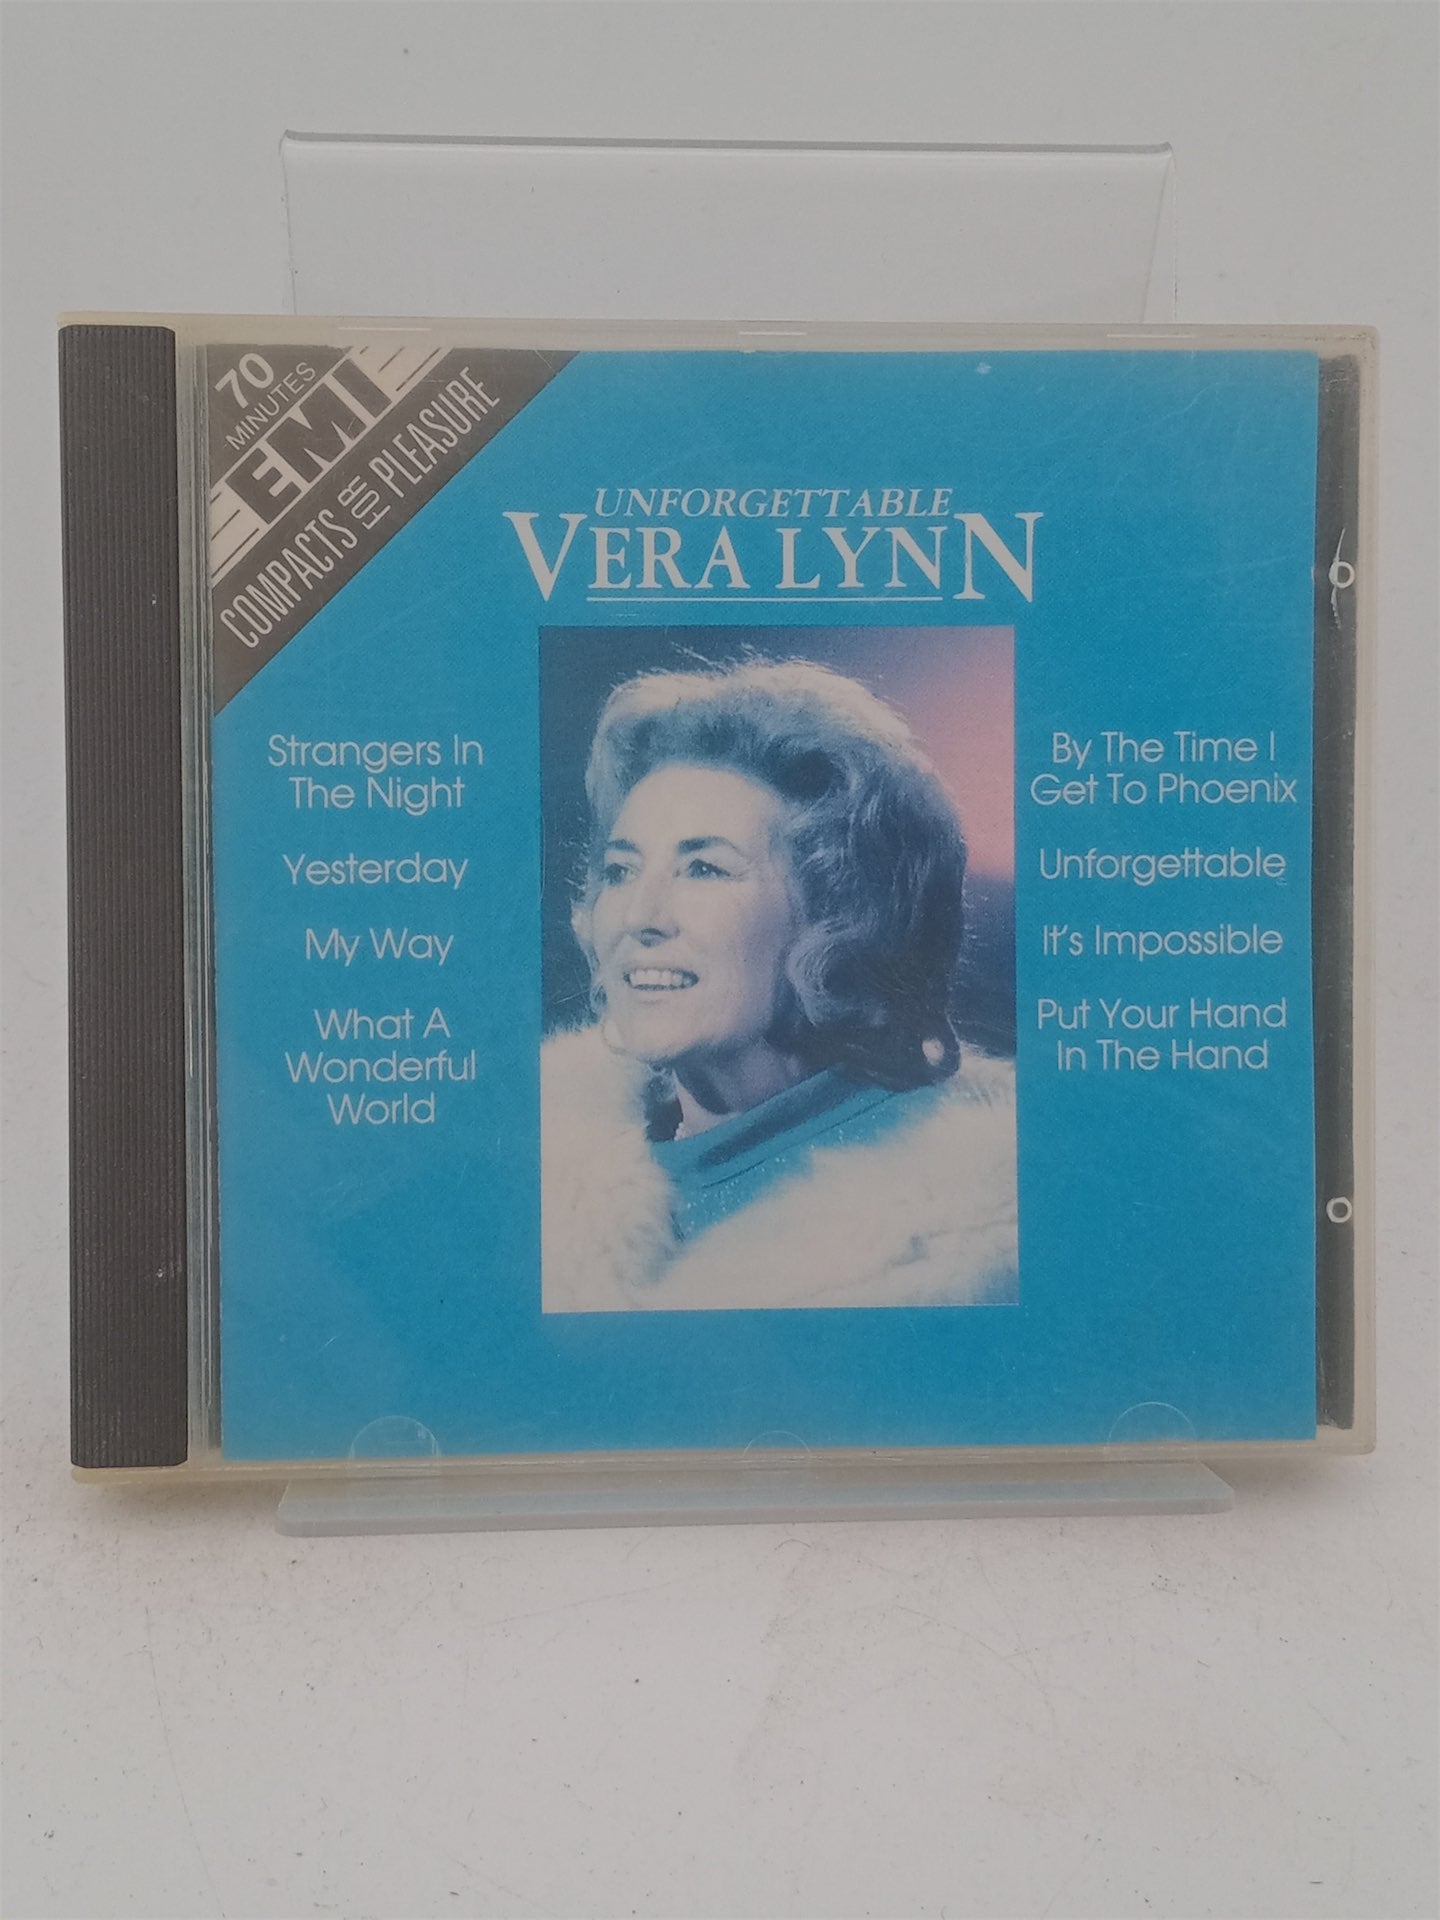 70
MINUTES
EMI
COMPACTS FOR PLEASURE
UNFORGETTABLE
VERA LYNN
Strangers In
The Night
Yesterday
My Way
What A
Wonderful
World
By The Time I
Get To Phoenix
Unforgettable
It's Impossible
Put Your Hand
In The Hand